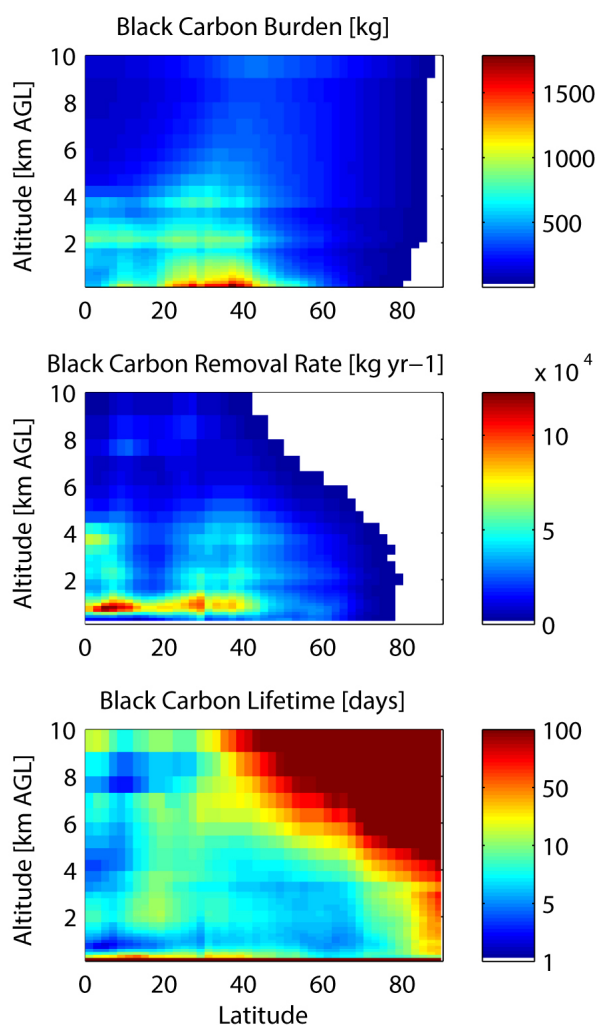 Black Carbon Burden [kg]
Altitude [km AGL]
10
8
6
4
2
0 20 40 60 80
1500
1000
500
Black Carbon Removal Rate [kg yr−1]
x 10 4
Altitude [km AGL]
10
8
6
4
2
0 20 40 60 80
10
5
0
Black Carbon Lifetime [days]
Altitude [km AGL]
10
8
6
4
2
0 20 40 60 80
Latitude
100
50
10
5
1